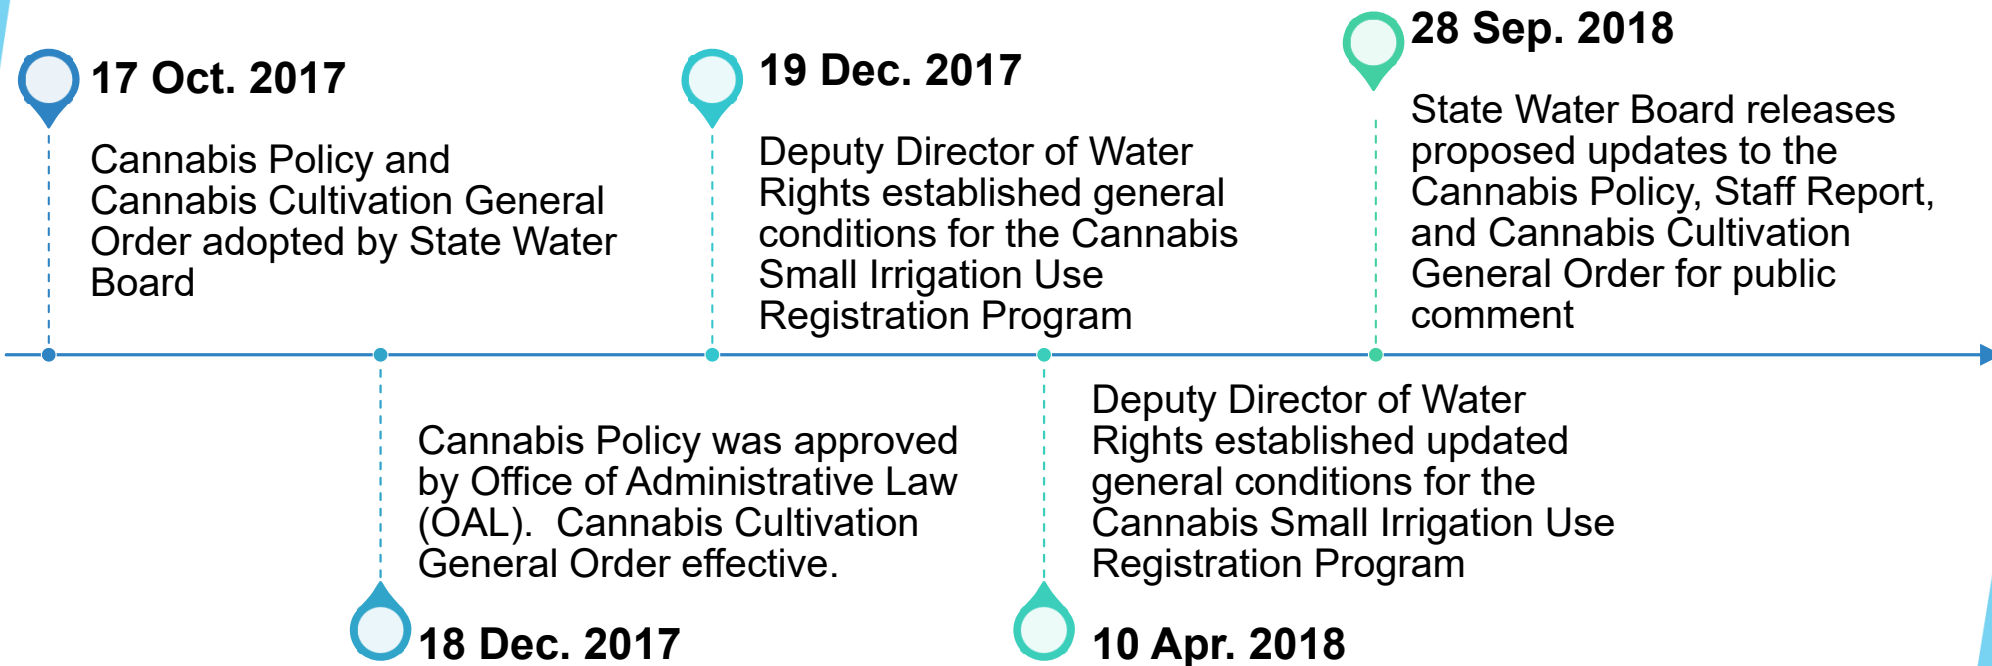 17 Oct. 2017
Cannabis Policy and
Cannabis Cultivation General
Order adopted by State Water
Board
Cannabis Policy was approved
by Office of Administrative Law
(OAL).  Cannabis Cultivation
General Order effective.
18 Dec. 2017
19 Dec. 2017
Deputy Director of Water
Rights established general
conditions for the Cannabis
Small Irrigation Use
Registration Program
Deputy Director of Water
Rights established updated
general conditions for the
Cannabis Small Irrigation Use
Registration Program
10 Apr. 2018
28 Sep. 2018
State Water Board releases
proposed updates to the
Cannabis Policy, Staff Report,
and Cannabis Cultivation
General Order for public
comment